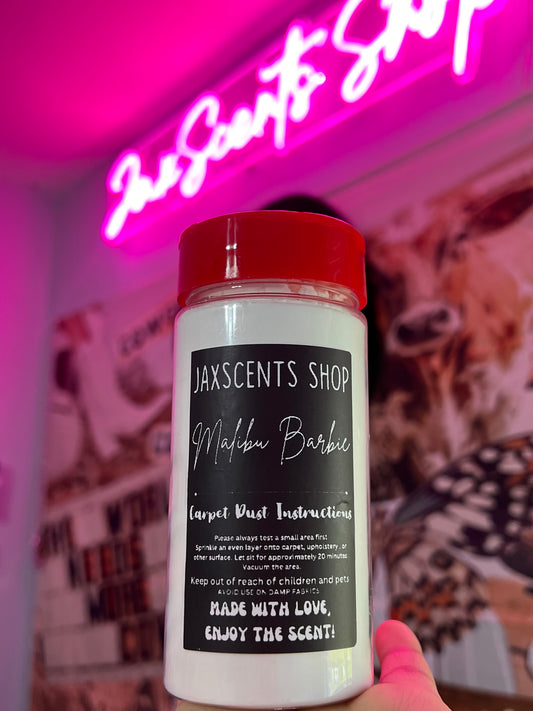 JaxScents Shop
JAXSCENTS SHOP
Malibu Barbie
Carpet Dust Instructions
Please always test a small area first
Sprinkle an even layer onto carpet, upholstery, or
other surface. Let sit for approximately 20 minutes
Vacuum the area.
Keep out of reach of children and pets
AVOID USE ON DAMP FABRICS
MADE WITH LOVE,
ENJOY THE SCENT!